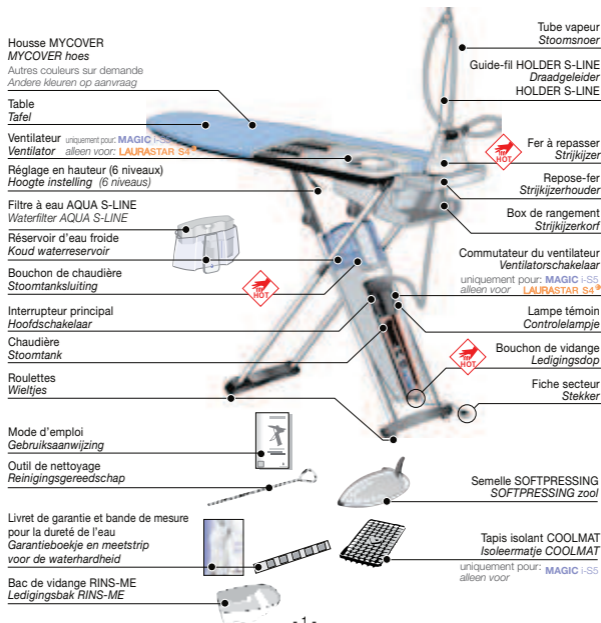 Housse MYCOVER
MYCOVER hoes
Autres couleurs sur demande
Andere kleuren op aanvraag
Table
Tafel
Ventilateur uniquement pour: MAGIC i-S5
Ventilator alleen voor: LAURASTAR S4
Réglage en hauteur (6 niveaux)
Hoogte instelling (6 niveaus)
Filtre à eau AQUA S-LINE
Waterfilter AQUA S-LINE
Réservoir d'eau froide
Koud waterreservoir
Bouchon de chaudière
Stoomtanksluiting
HOT
Interrupteur principal
Hoofdschakelaar
Chaudière
Stoomtank
Roulettes
Wieltjes
Mode d'emploi
Gebruiksaanwijzing
Outil de nettoyage
Reinigingsgereedschap
Livret de garantie et bande de mesure
pour la dureté de l'eau
Garantieboekje en meetstrip
voor de waterhardheid
Bac de vidange RINS-ME
Ledigingsbak RINS-ME
Tube vapeur
Stoomsnoer
Guide-fil HOLDER S-LINE
Draadgeleider
HOLDER S-LINE
HOT
Fer à repasser
Strijkijzer
Repose-fer
Strijkijzerhouder
Box de rangement
Strijkijzerkorf
Commutateur du ventilateur
Ventilatorschakelaar
uniquement pour: MAGIC i-S5
alleen voor LAURASTAR S4
Lampe témoin
Controlelampje
HOT
Bouchon de vidange
Ledigingsdop
Fiche secteur
Stekker
Semelle SOFTPRESSING
SOFTPRESSING zool
Tapis isolant COOLMAT
Isoleermatje COOLMAT
uniquement pour: MAGIC i-S5
alleen voor
- 1 -